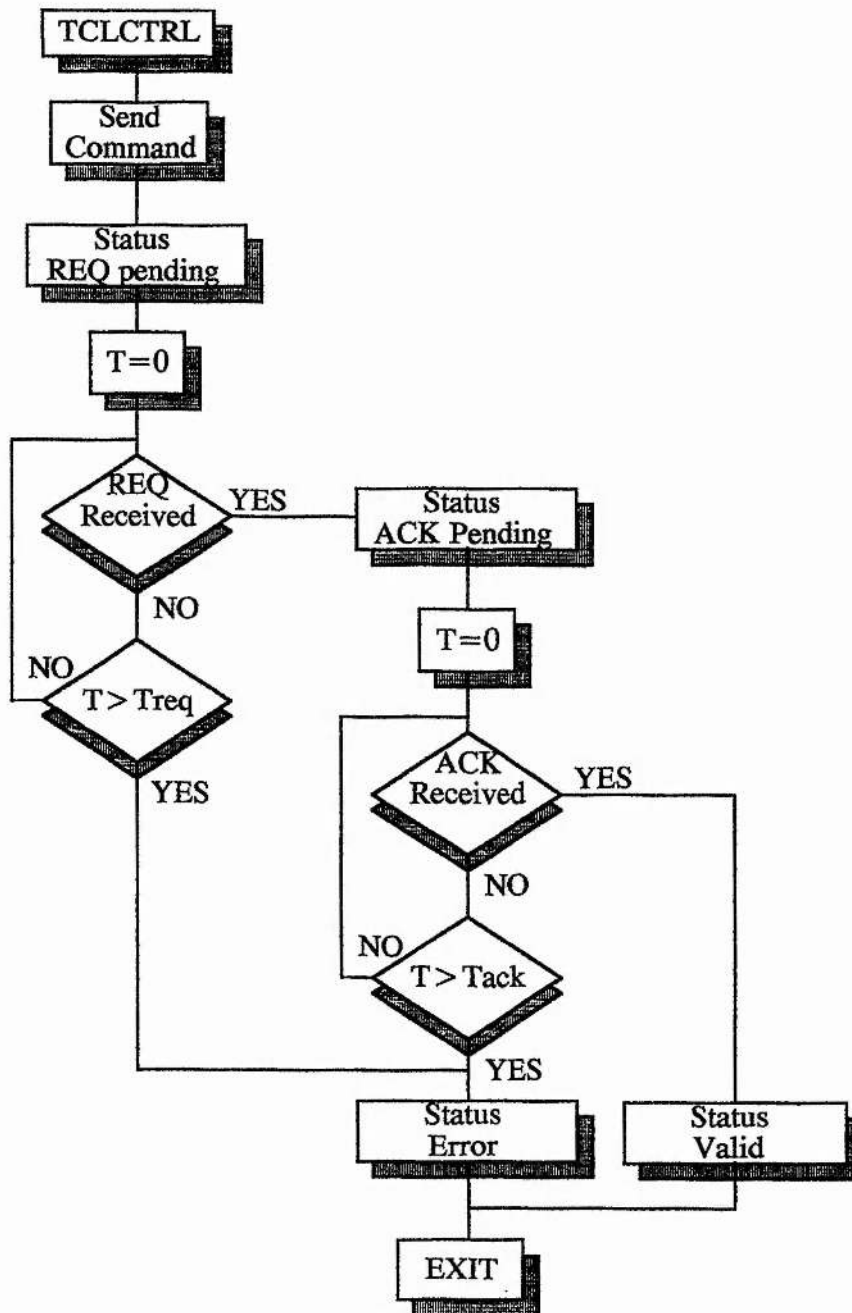 TCLCTRL
Send
Command
Status
REQ pending
T=0
REQ
Received
YES
NO
T > Treq
NO
YES
Status
ACK Pending
T=0
ACK
Received
YES
NO
T > Tack
NO
YES
Status
Error
Status
Valid
EXIT